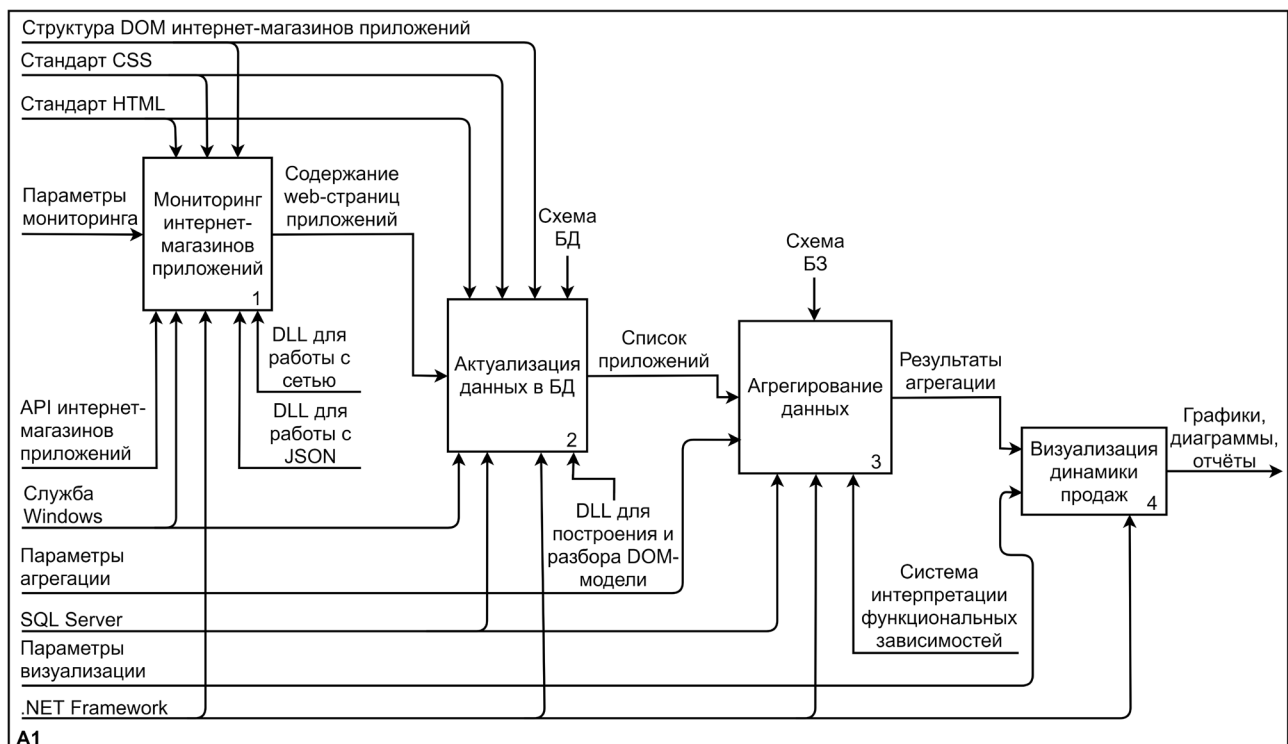 Структура DOM интернет-магазинов приложений
Стандарт CSS
Стандарт HTML
Параметры
мониторинга
Мониторинг
интернет-
магазинов
приложений
1
Содержание
web-страниц
приложений
Схема
БД
Схема
БЗ
DLL для
работы с
сетью
DLL для
работы с
JSON
API интернет-
магазинов
приложений
Служба
Windows
Актуализация
данных в БД
2
Список
приложений
Агрегирование
данных
3
Результаты
агрегации
Визуализация
динамики
продаж
4
Графики,
диаграммы,
отчёты
DLL для
построения и
разбора DOM-
модели
Параметры
агрегации
SQL Server
Система
интерпретации
функциональных
зависимостей
Параметры
визуализации
.NET Framework
A1